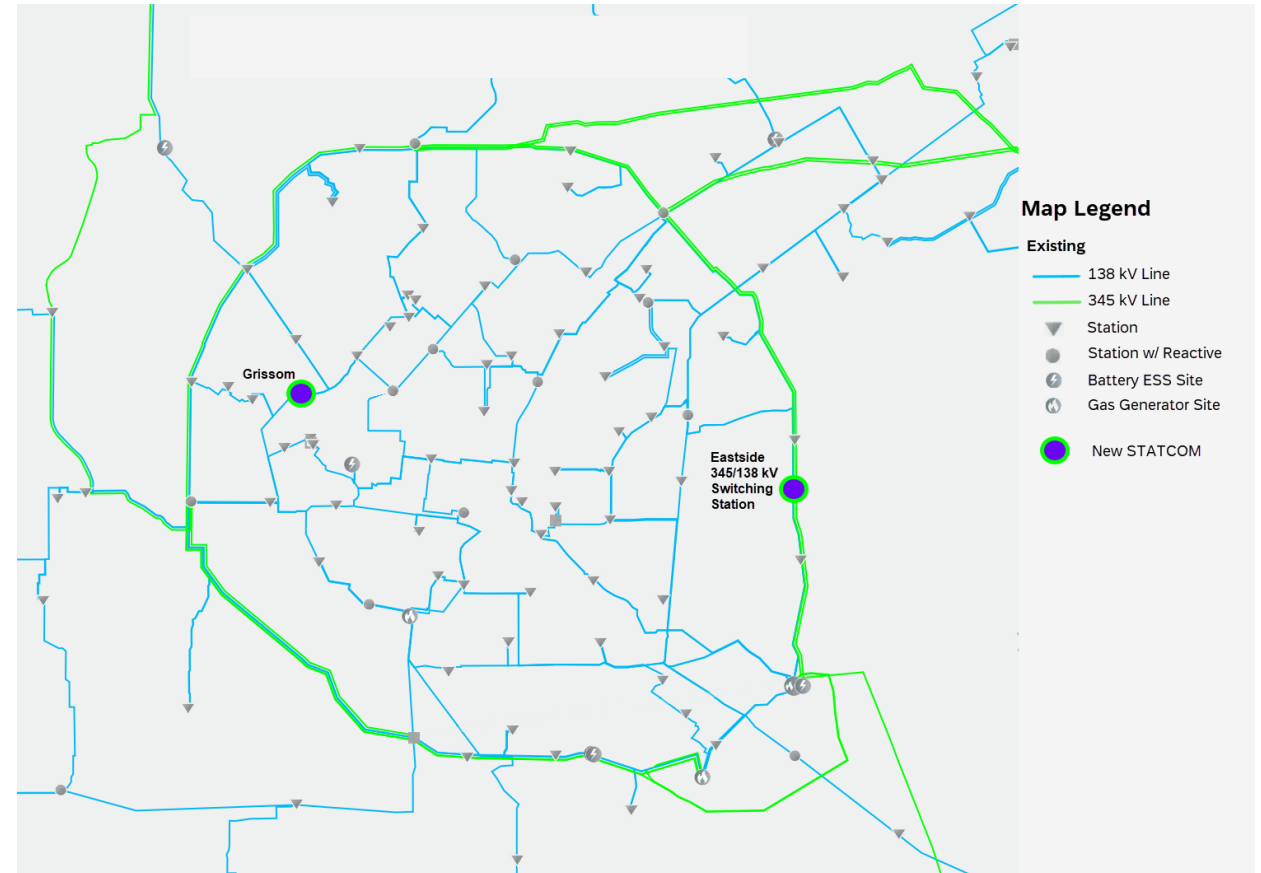 Grissom
Eastside
345/138 kV
Switching
Station
Map Legend
Existing
138 kV Line
345 kV Line
Station
Station w/ Reactive
Battery ESS Site
Gas Generator Site
New STATCOM